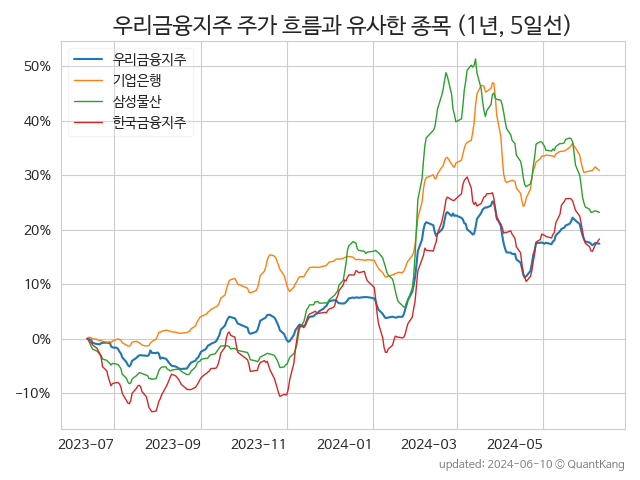 우리금융지주 주가 흐름과 유사한 종목 (1년, 5일선)
우리금융지주
기업은행
삼성물산
한국금융지주
50%
40%
30%
20%
10%
0%
−10%
2023-07
2023-09
2023-11
2024-01
2024-03
2024-05
updated: 2024-06-10 © QuantKang